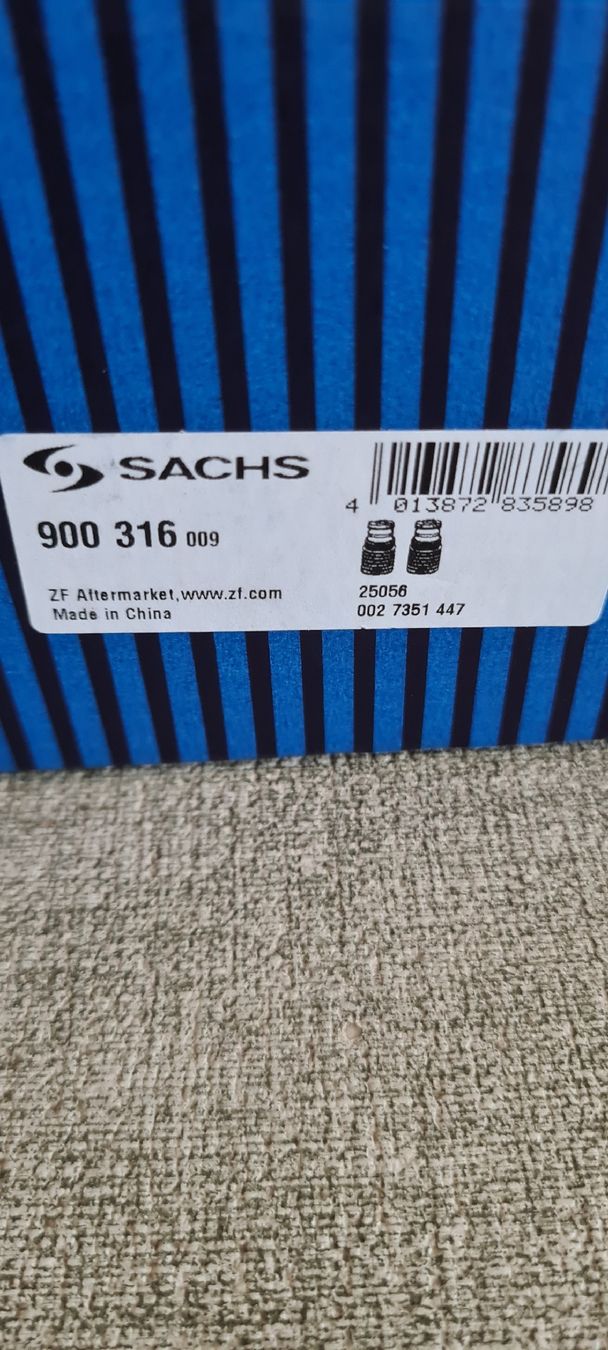 SACHS
4 013872 835898
900 316 009
ZF Aftermarket,www.zf.com
Made in China
25056
002 7351 447